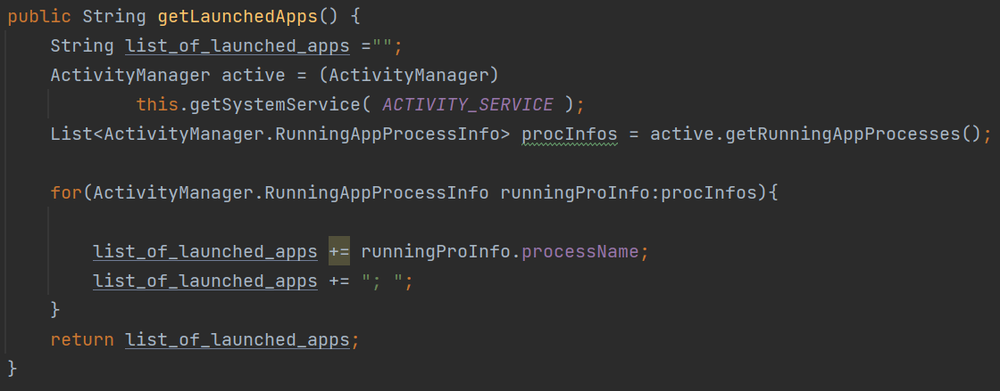 public String getLaunchedApps() {
    String list_of_launched_apps ="";
    ActivityManager active = (ActivityManager)
            this.getSystemService( ACTIVITY_SERVICE );
    List<ActivityManager.RunningAppProcessInfo> procInfos = active.getRunningAppProcesses();
    for(ActivityManager.RunningAppProcessInfo runningProInfo:procInfos){
        list_of_launched_apps += runningProInfo.processName;
        list_of_launched_apps += "; ";
    }
    return list_of_launched_apps;
}